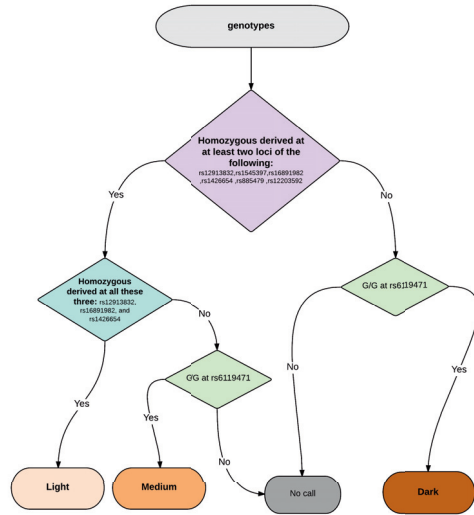 genotypes
Homozygous derived at
at least two loci of the
following:
rs12913832,rs1545397,rs16891982
,rs1426654 ,rs885479 ,rs12203592
Yes
No
Homozygous
derived at all these
three: rs12913832,
rs16891982, and
rs1426654
G/G at rs6119471
No
G/G at rs6119471
No
Yes
Yes
Yes
No
Light
Medium
No call
Dark